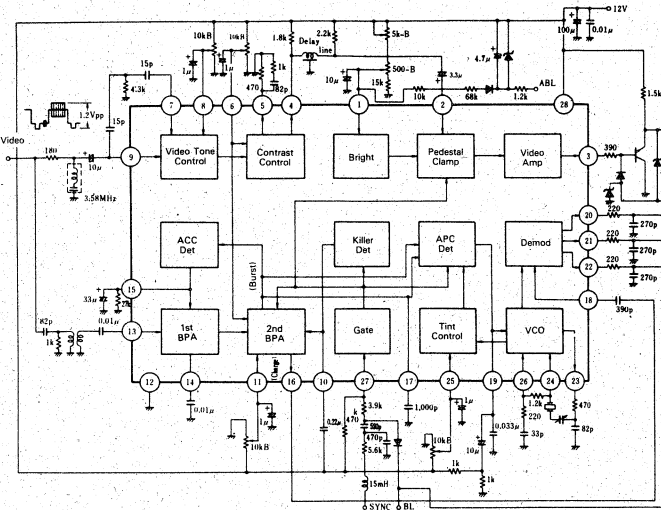 12V
100μ
0.01μ
10kB
10kB
1.8k
2.2k
5k-B
Delay
line
4.7μ
1μ
1μ
1k
470
82p
10μ
500-B
15k
3.3μ
10k
68k
1.2k
ABL
1.5k
15p
4.3k
15p
1.2Vpp
Video
180
10μ
3.58MHz
7
8
6
5
4
1
2
28
9
Video Tone
Control
Contrast
Control
Bright
Pedestal
Clamp
Video
Amp
3
390
20
220
270p
21
220
270p
22
220
270p
18
390p
ACC
Det
(Burst)
Killer
Det
APC
Det
Demod
15
33μ
82p
1k
0.01μ
13
1st
BPA
2nd
BPA
Gate
Tint
Control
VCO
12
14
11
16
10
27
17
25
19
26
24
23
0.01μ
1μ
10kB
0.22μ
3.9k
470
470p
5.6k
15mH
1,000p
1μ
10kB
0.033μ
10μ
1k
1k
1.2k
220
33p
470
82p
SYNC
BL